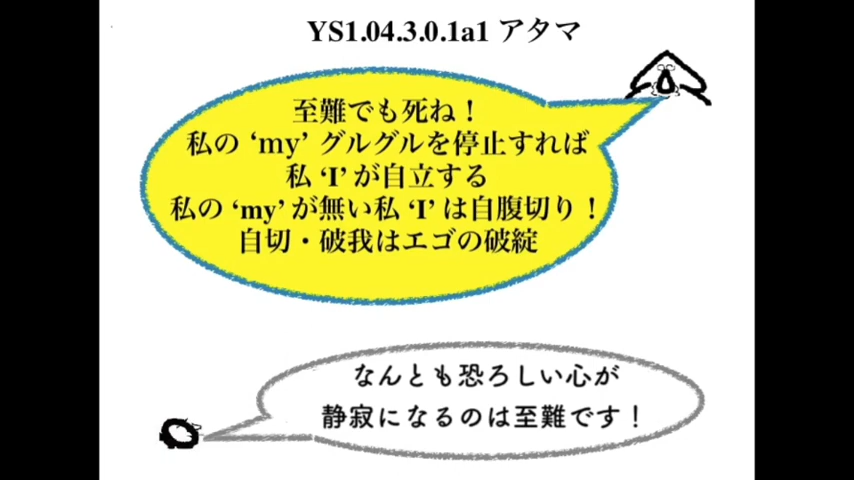 YS1.04.3.0.1a1 アタマ
至難でも死ね！
私の ‘my’ グルグルを停止すれば
私 ‘I’ が自立する
私の ‘my’ が無い私 ‘I’ は自腹切り！
自切・破我はエゴの破綻
なんとも恐ろしい心が
静寂になるのは至難です！